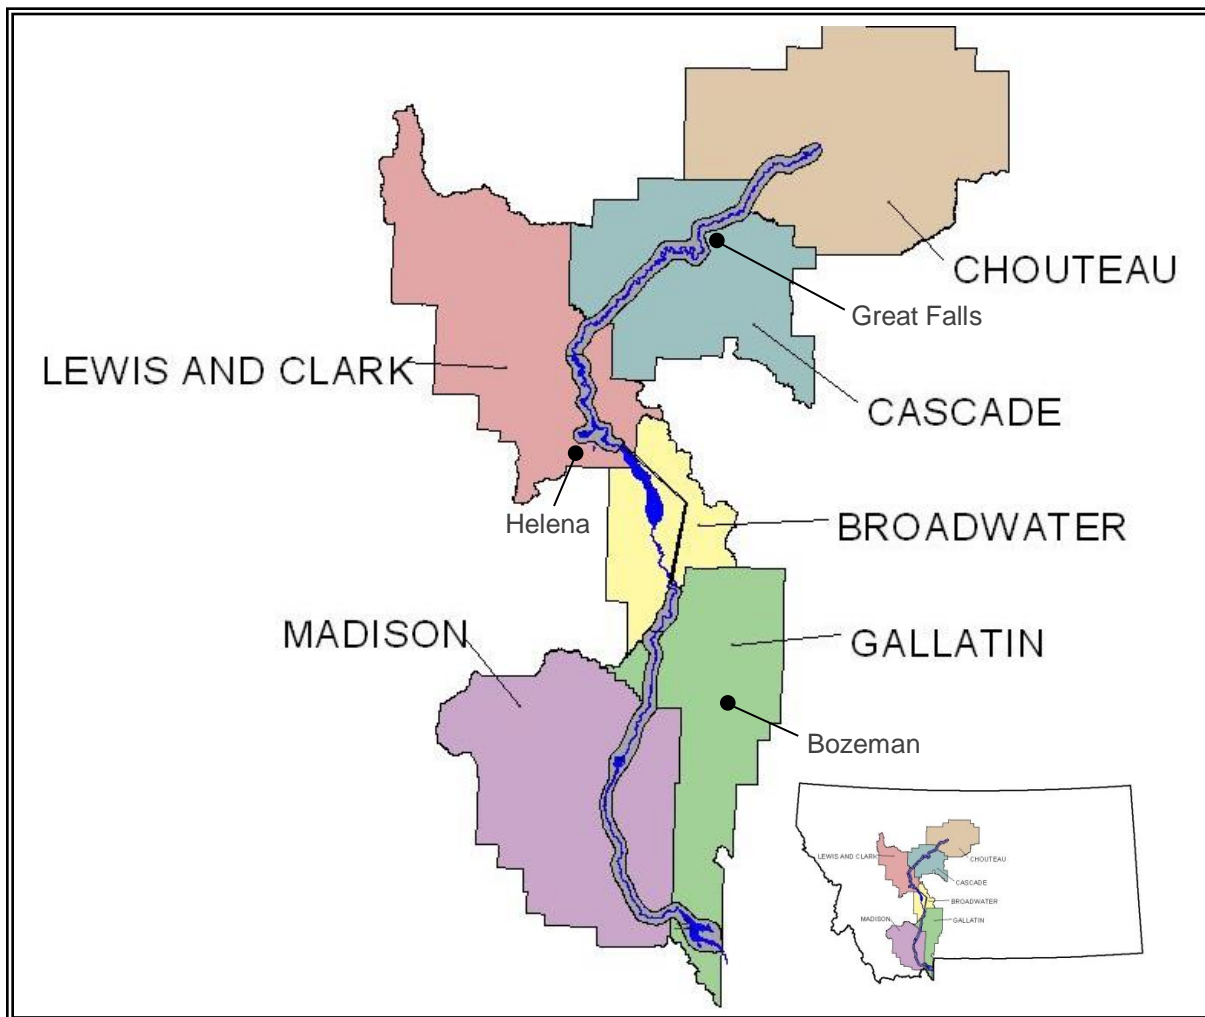 CHOUTEAU
Great Falls
LEWIS AND CLARK
CASCADE
Helena
BROADWATER
MADISON
GALLATIN
Bozeman
LEWIS AND CLARK
CHOUTEAU
CASCADE
BROADWATER
MADISON
GALLATIN